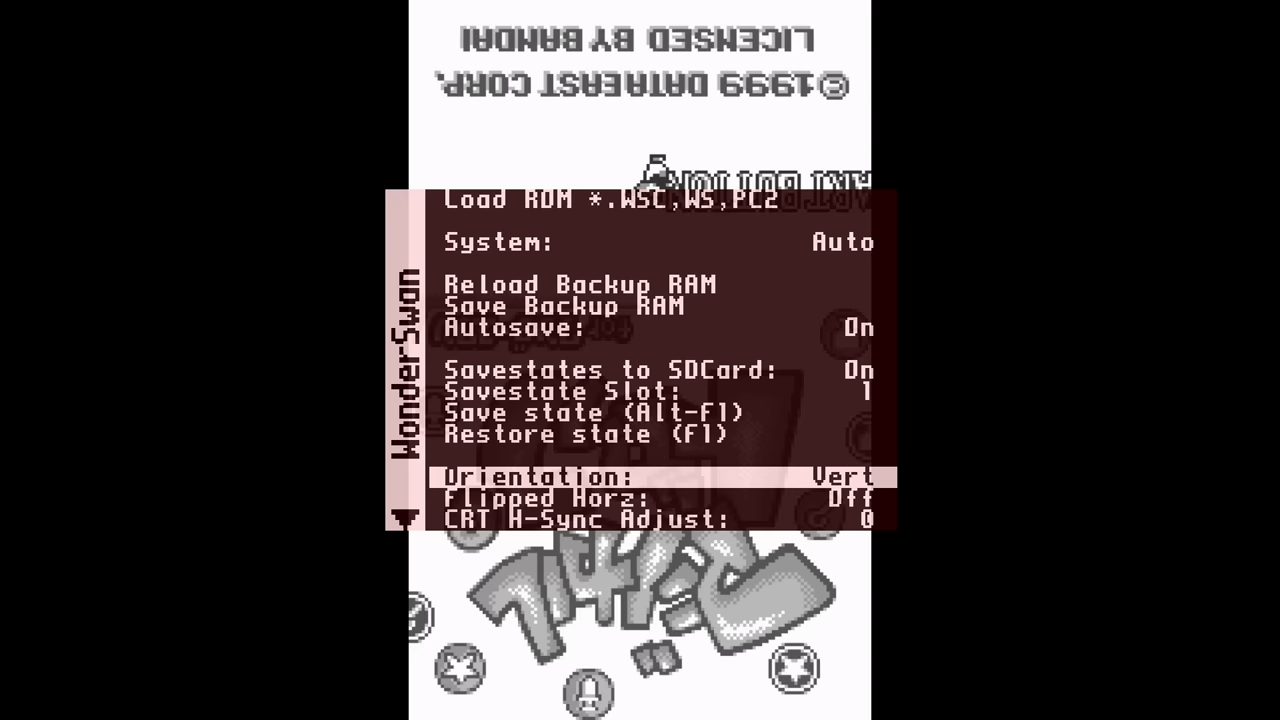 LICENSED BY BANDAI
©1999 DATAEAST CORP.
ART BUTTON
WonderSwan
Load ROM *.WSC,WS,PC2
System: Auto
Reload Backup RAM
Save Backup RAM
Autosave: On
Savestates to SDCard: On
Savestate Slot: 1
Save state (Alt-F1)
Restore state (F1)
Orientation: Vert
Flipped Horz: Off
CRT H-Sync Adjust: 0